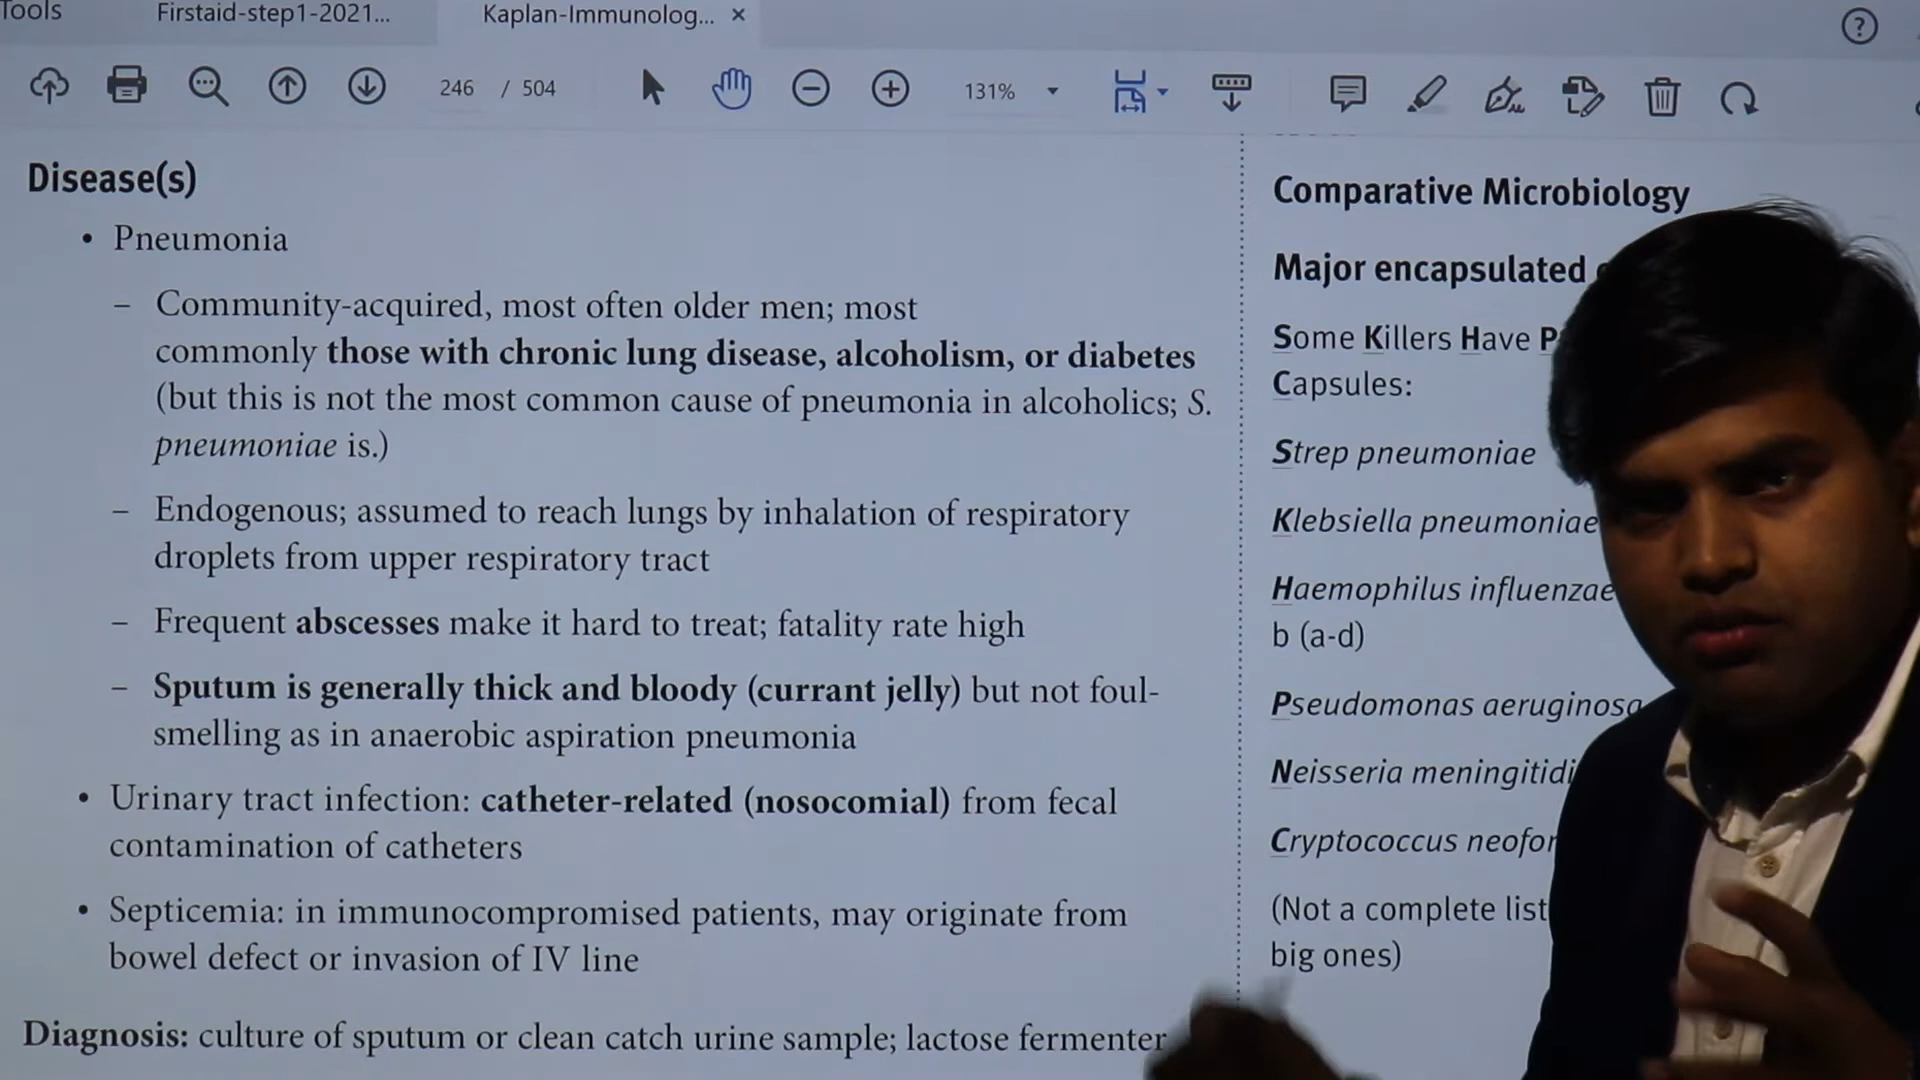 Tools
Firstaid-step1-2021...
Kaplan-Immunolog...
246 / 504
131%
Disease(s)
• Pneumonia
– Community-acquired, most often older men; most
commonly those with chronic lung disease, alcoholism, or diabetes
(but this is not the most common cause of pneumonia in alcoholics; S.
pneumoniae is.)
– Endogenous; assumed to reach lungs by inhalation of respiratory
droplets from upper respiratory tract
– Frequent abscesses make it hard to treat; fatality rate high
– Sputum is generally thick and bloody (currant jelly) but not foul-
smelling as in anaerobic aspiration pneumonia
• Urinary tract infection: catheter-related (nosocomial) from fecal
contamination of catheters
• Septicemia: in immunocompromised patients, may originate from
bowel defect or invasion of IV line
Diagnosis: culture of sputum or clean catch urine sample; lactose fermenter
Comparative Microbiology
Major encapsulated
Some Killers Have
Capsules:
Strep pneumoniae
Klebsiella pneumoniae
Haemophilus influenzae
b (a-d)
Pseudomonas aeruginosa
Neisseria
Cryptococcus
(Not a complete list
big ones)